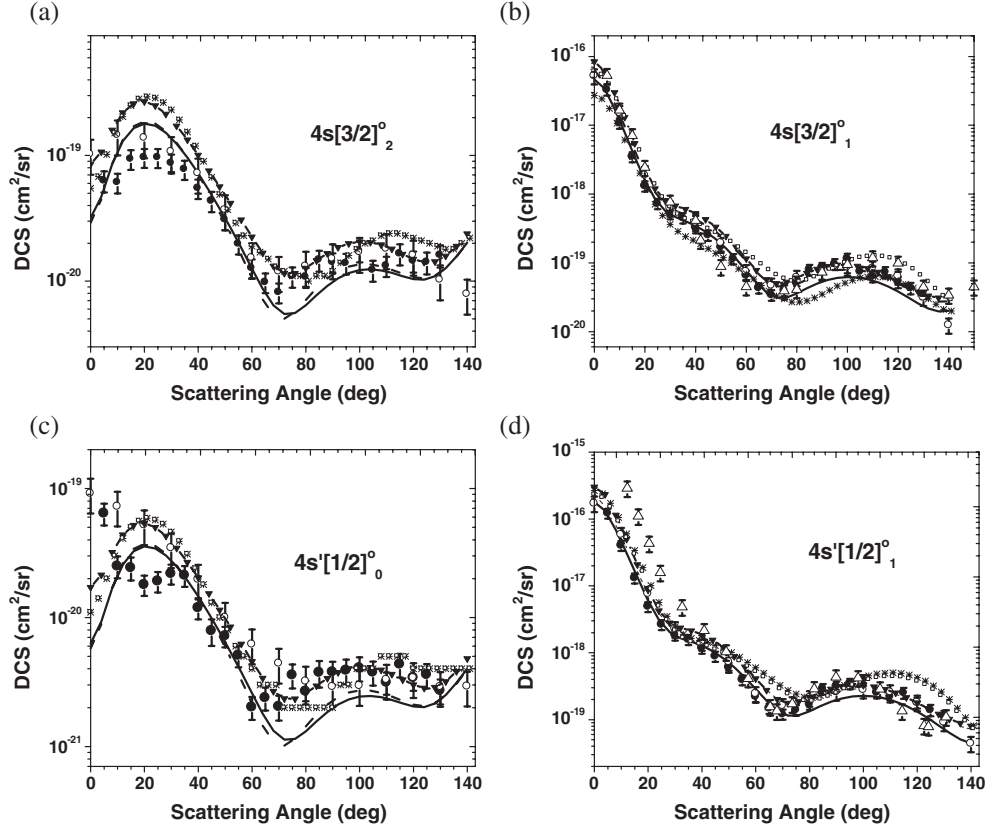 (a)
(b)
10⁻¹⁹
10⁻²⁰
DCS (cm²/sr)
4s[3/2]°₂
0 20 40 60 80 100 120 140
Scattering Angle (deg)
10⁻¹⁶
10⁻¹⁷
10⁻¹⁸
10⁻¹⁹
10⁻²⁰
DCS (cm²/sr)
4s[3/2]°₁
0 20 40 60 80 100 120 140
Scattering Angle (deg)
(c)
(d)
10⁻¹⁹
10⁻²⁰
10⁻²¹
DCS (cm²/sr)
4s'[1/2]°₀
0 20 40 60 80 100 120 140
Scattering Angle (deg)
10⁻¹⁵
10⁻¹⁶
10⁻¹⁷
10⁻¹⁸
10⁻¹⁹
DCS (cm²/sr)
4s'[1/2]°₁
0 20 40 60 80 100 120 140
Scattering Angle (deg)